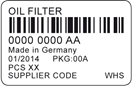 OIL FILTER
0000 0000 AA
Made in Germany
01/2014 PKG:00A
PCS XX
SUPPLIER CODE WHS